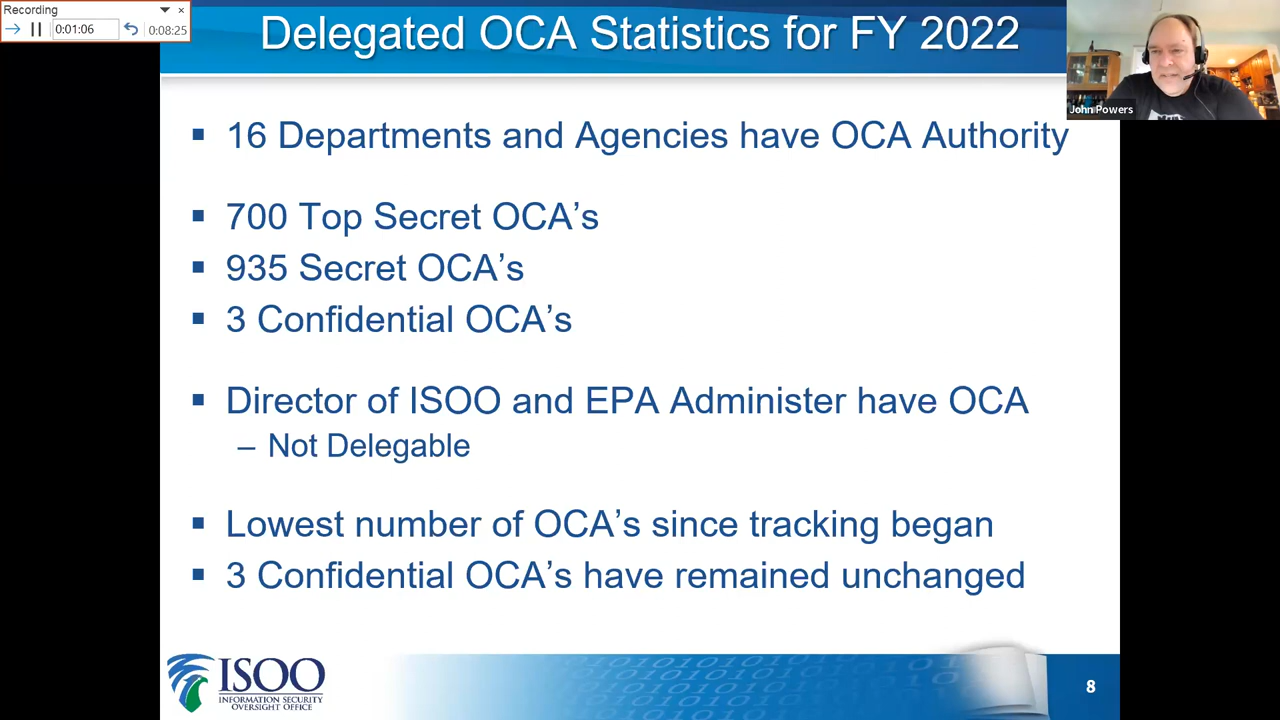 Recording
0:01:06
0:08:25
Delegated OCA Statistics for FY 2022
John Powers
▪ 16 Departments and Agencies have OCA Authority
▪ 700 Top Secret OCA’s
▪ 935 Secret OCA’s
▪ 3 Confidential OCA’s
▪ Director of ISOO and EPA Administer have OCA
– Not Delegable
▪ Lowest number of OCA’s since tracking began
▪ 3 Confidential OCA’s have remained unchanged
ISOO
INFORMATION SECURITY
OVERSIGHT OFFICE
8